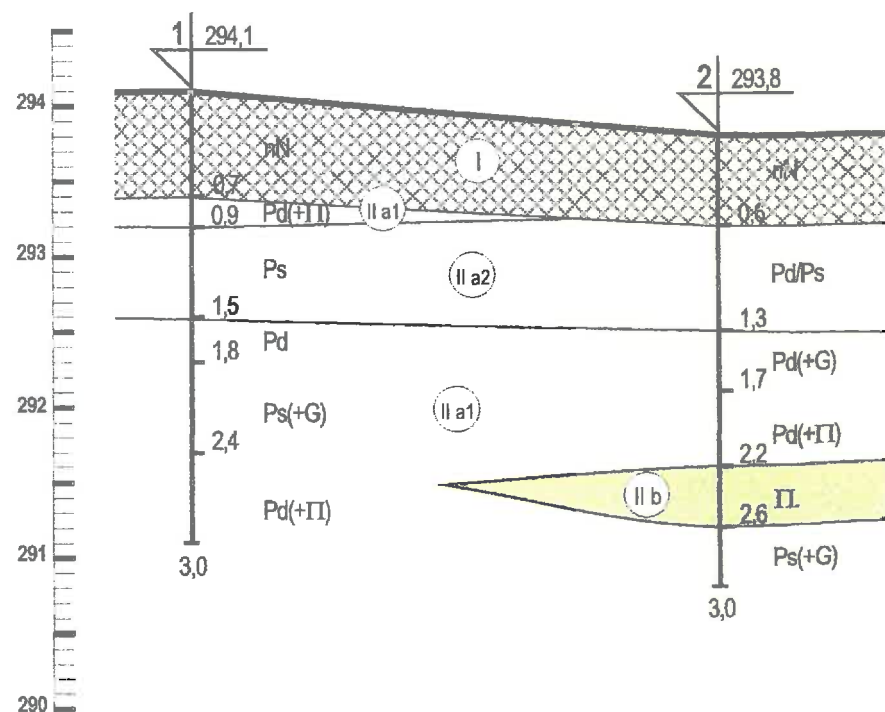 1 294,1
2 293,8
294
nN
I
nN
0,7
0,6
0,9 Pd(+Π)
II a1
293
Ps
II a2
Pd/Ps
1,5
1,3
Pd
1,8
Pd(+G)
1,7
292
Ps(+G)
II a1
Pd(+Π)
2,4
2,2
II b
Π
2,6
Pd(+Π)
291
Ps(+G)
3,0
3,0
290